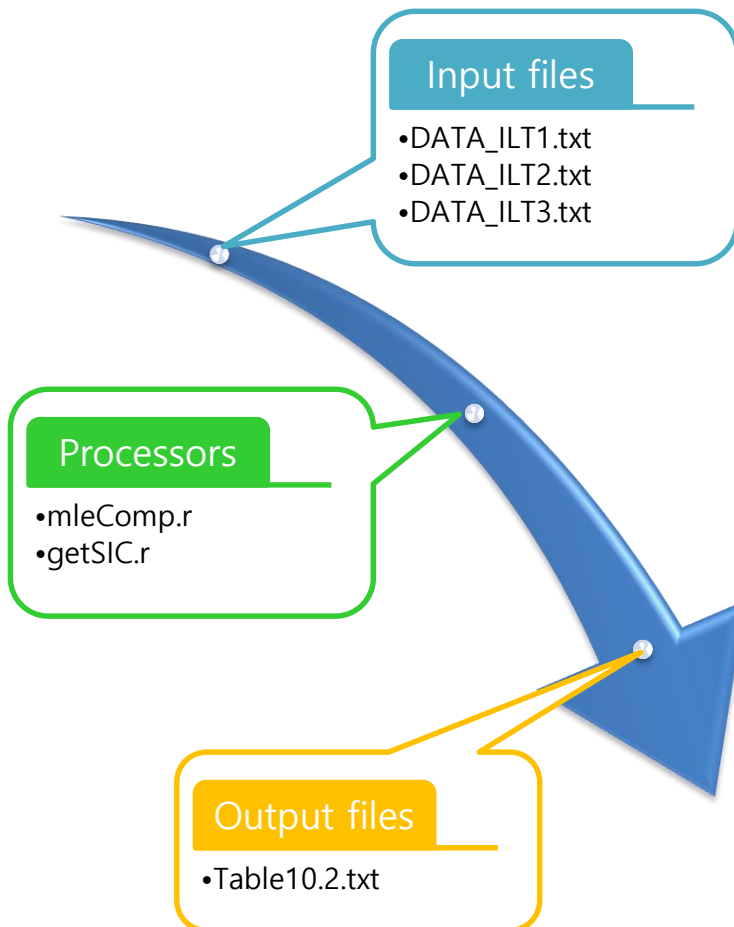 Input files
•DATA_ILT1.txt
•DATA_ILT2.txt
•DATA_ILT3.txt
Processors
•mleComp.r
•getSIC.r
Output files
•Table10.2.txt